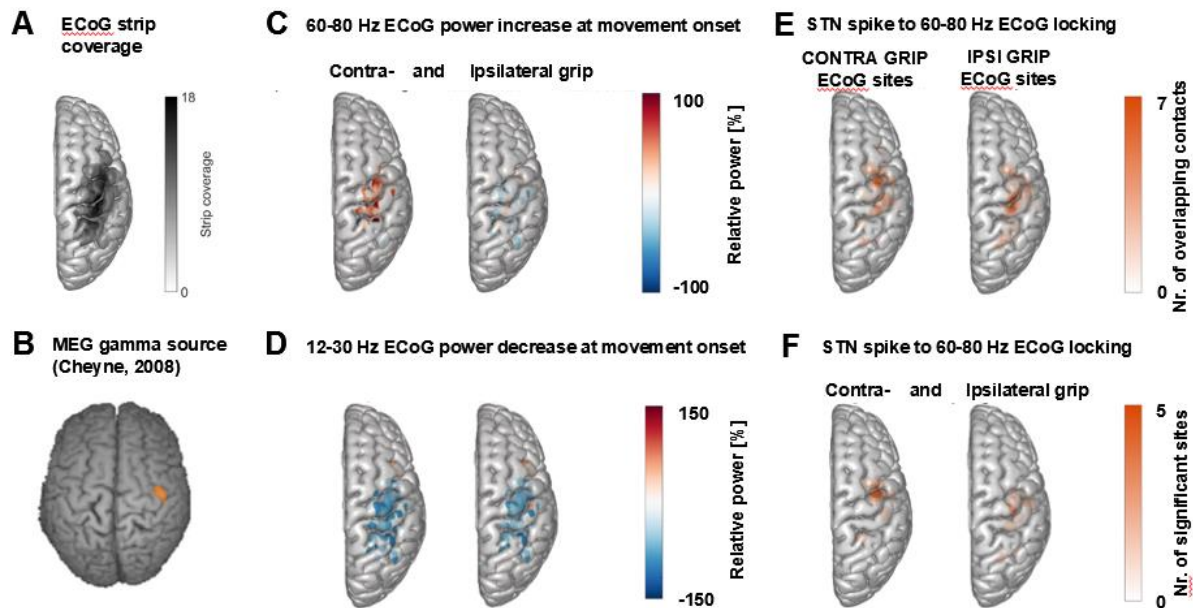 A
ECoG strip
coverage
18
Strip coverage
0
B
MEG gamma source
(Cheyne, 2008)
C
60-80 Hz ECoG power increase at movement onset
Contra- and Ipsilateral grip
100
Relative power [%]
-100
D
12-30 Hz ECoG power decrease at movement onset
150
Relative power [%]
-150
E
STN spike to 60-80 Hz ECoG locking
CONTRA GRIP
ECoG sites
IPSI GRIP
ECoG sites
7
Nr. of overlapping contacts
0
F
STN spike to 60-80 Hz ECoG locking
Contra- and Ipsilateral grip
5
Nr. of significant sites
0